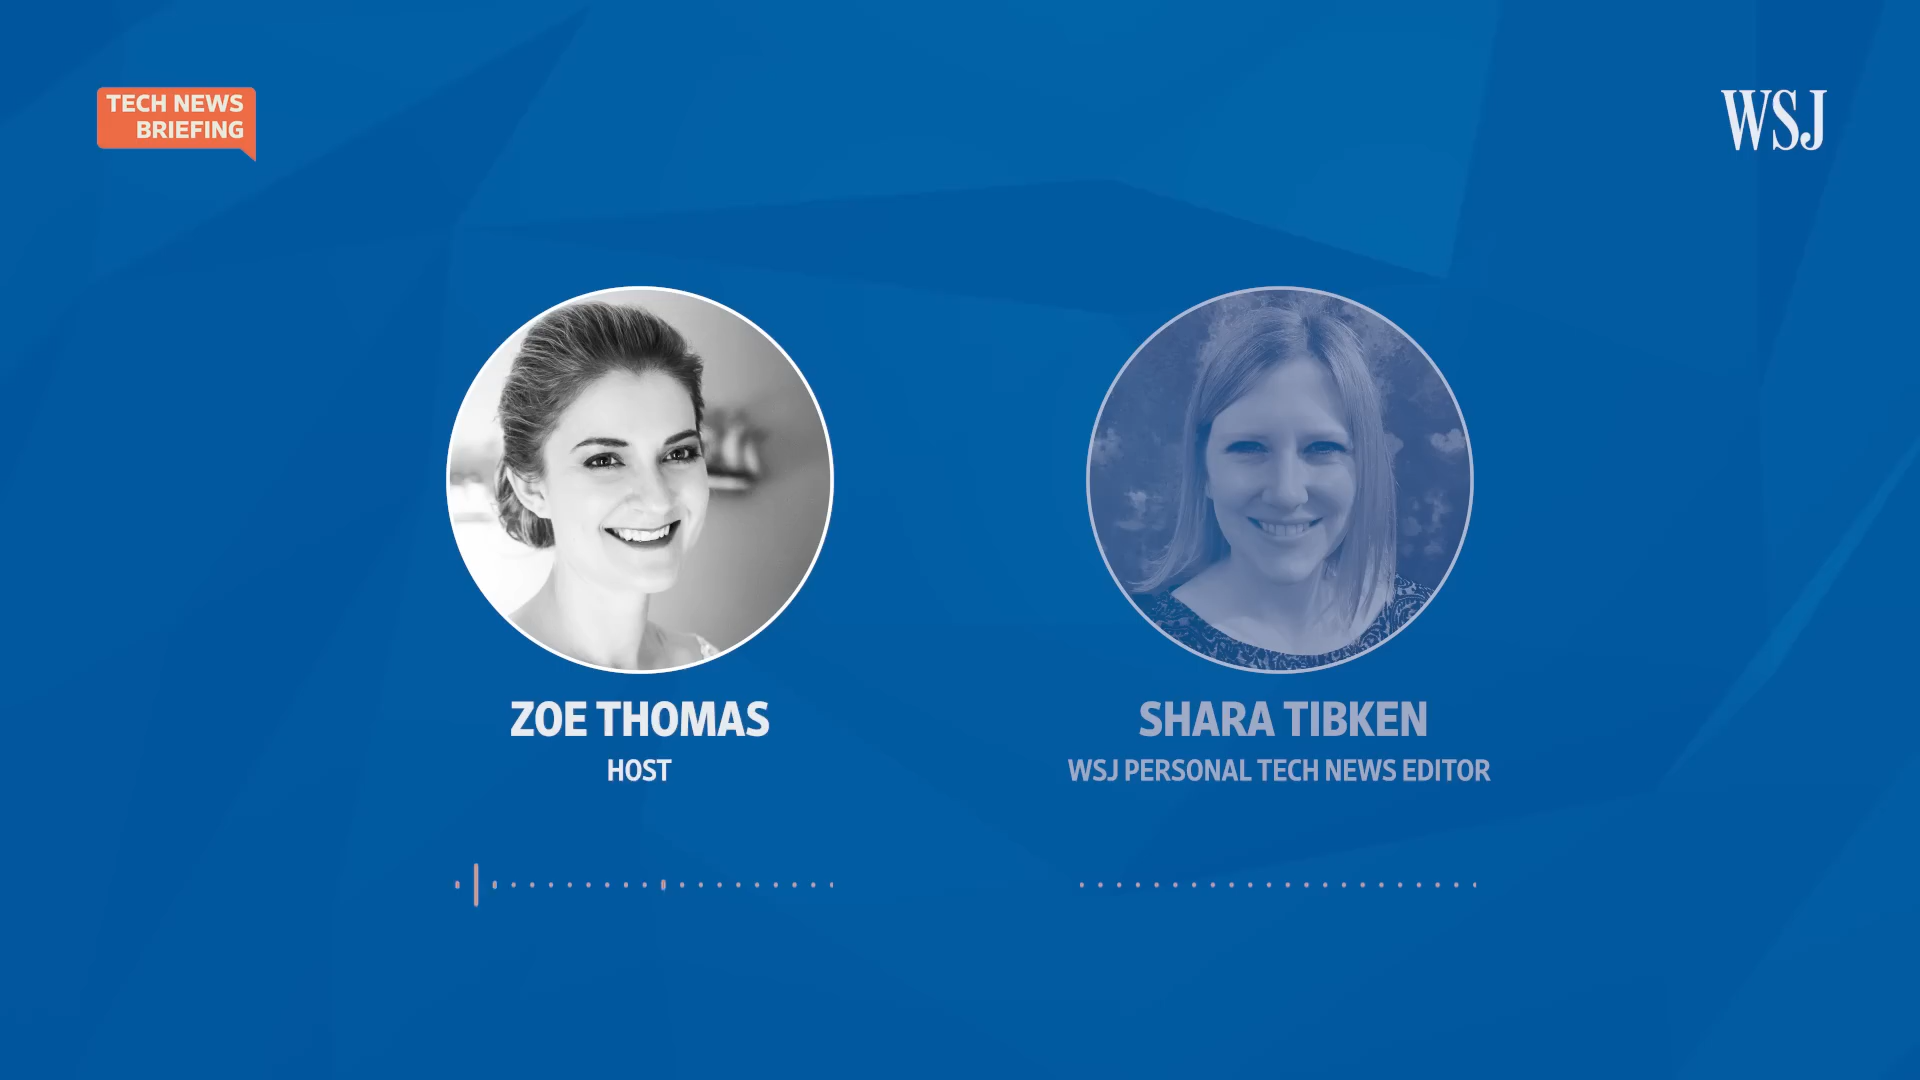 TECH NEWS
BRIEFING
WSJ
ZOE THOMAS
HOST
SHARA TIBKEN
WSJ PERSONAL TECH NEWS EDITOR